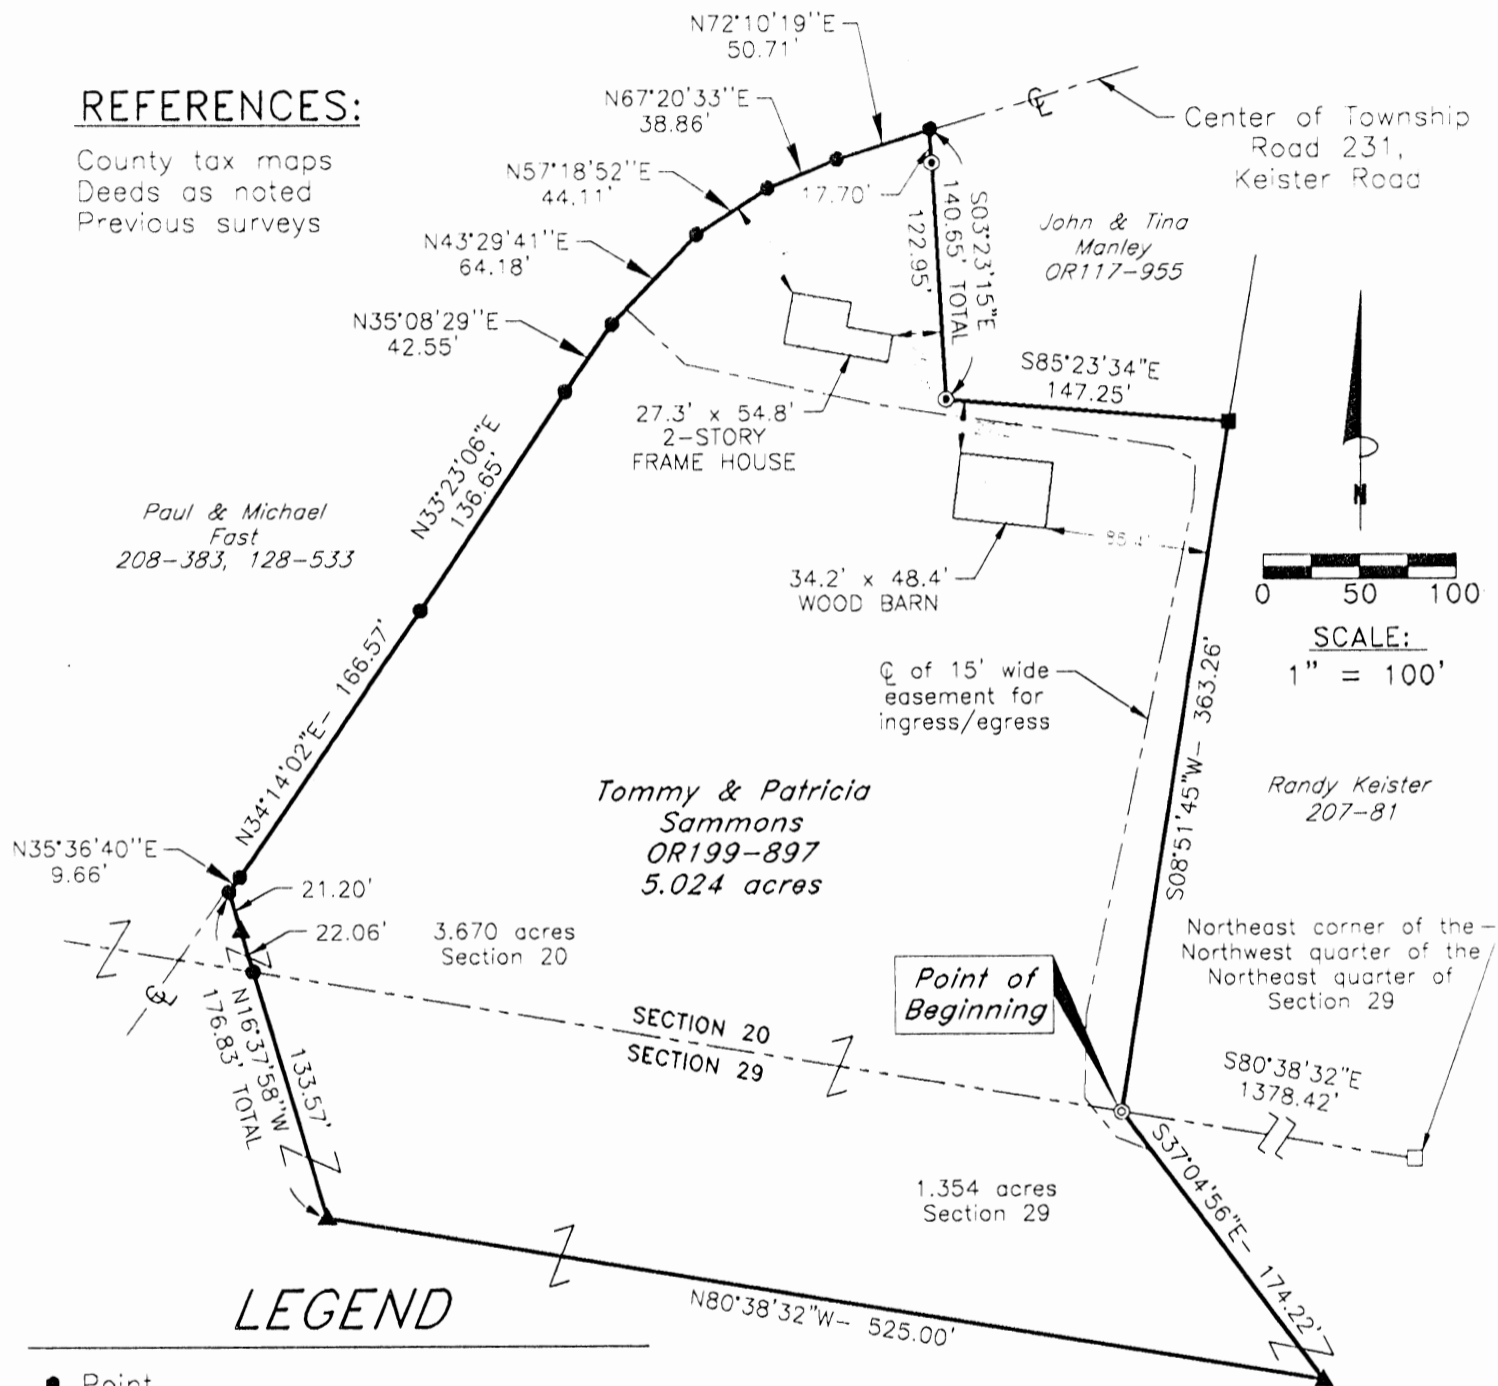 N72°10'19"E
50.71'
REFERENCES:
County tax maps
Deeds as noted
Previous surveys
N67°20'33"E
38.86'
N57°18'52"E
44.11'
N43°29'41"E
64.18'
N35°08'29"E
42.55'
17.70'
S03°23'15"E
140.65' TOTAL
122.95'
℄
Center of Township
Road 231,
Keister Road
John & Tina
Manley
OR117-955
S85°23'34"E
147.25'
27.3' x 54.8'
2-STORY
FRAME HOUSE
N33°23'06"E
136.65'
Paul & Michael
Fast
208-383, 128-533
34.2' x 48.4'
WOOD BARN
N
0 50 100
SCALE:
1" = 100'
℄ of 15' wide
easement for
ingress/egress
S08°51'45"W- 363.26'
N34°14'02"E- 166.57'
Tommy & Patricia
Sammons
OR199-897
5.024 acres
Randy Keister
207-81
N35°36'40"E
9.66'
21.20'
22.06'
3.670 acres
Section 20
℄
N16°37'58"W
176.83' TOTAL
133.57'
SECTION 20
SECTION 29
Point of
Beginning
Northeast corner of the
Northwest quarter of the
Northeast quarter of
Section 29
S80°38'32"E
1378.42'
1.354 acres
Section 29
S37°04'56"E- 174.22'
N80°38'32"W- 525.00'
LEGEND
Point